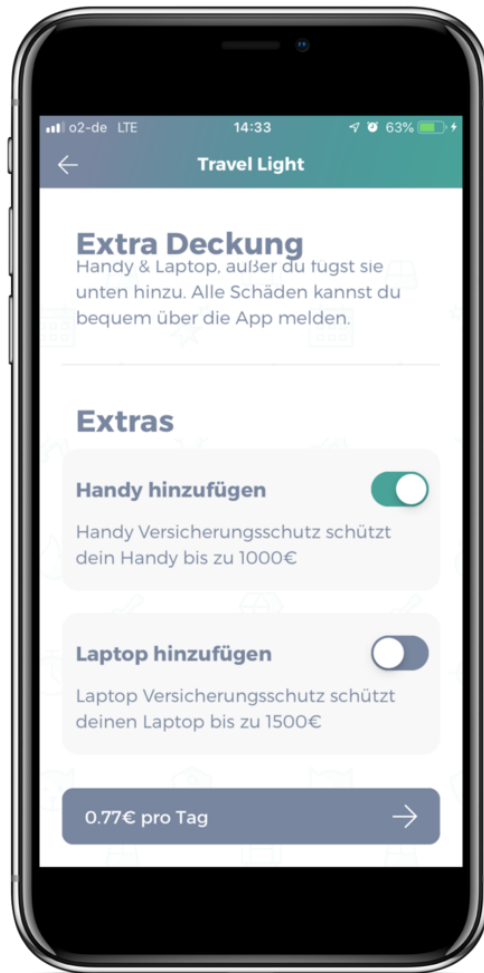 o2-de LTE 14:33 63%
Travel Light
Extra Deckung
Handy & Laptop, außer du fügst sie
unten hinzu. Alle Schäden kannst du
bequem über die App melden.
Extras
Handy hinzufügen
Handy Versicherungsschutz schützt
dein Handy bis zu 1000€
Laptop hinzufügen
Laptop Versicherungsschutz schützt
deinen Laptop bis zu 1500€
0.77€ pro Tag